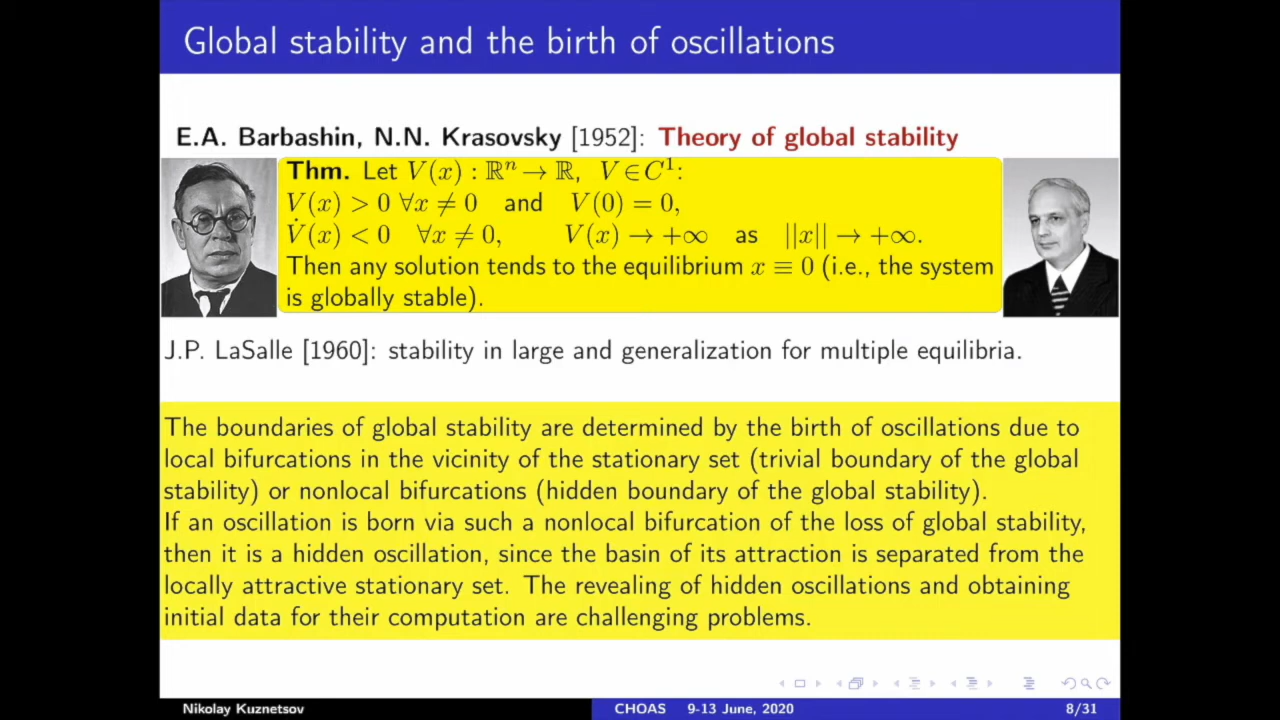 Global stability and the birth of oscillations
E.A. Barbashin, N.N. Krasovsky [1952]: Theory of global stability
Thm. Let V(x) : ℝⁿ → ℝ, V ∈ C¹:
V(x) > 0 ∀x ≠ 0 and V(0) = 0,
V̇(x) < 0 ∀x ≠ 0, V(x) → +∞ as ||x|| → +∞.
Then any solution tends to the equilibrium x ≡ 0 (i.e., the system
is globally stable).
J.P. LaSalle [1960]: stability in large and generalization for multiple equilibria.
The boundaries of global stability are determined by the birth of oscillations due to
local bifurcations in the vicinity of the stationary set (trivial boundary of the global
stability) or nonlocal bifurcations (hidden boundary of the global stability).
If an oscillation is born via such a nonlocal bifurcation of the loss of global stability,
then it is a hidden oscillation, since the basin of its attraction is separated from the
locally attractive stationary set. The revealing of hidden oscillations and obtaining
initial data for their computation are challenging problems.
Nikolay Kuznetsov CHOAS 9-13 June, 2020 8/31